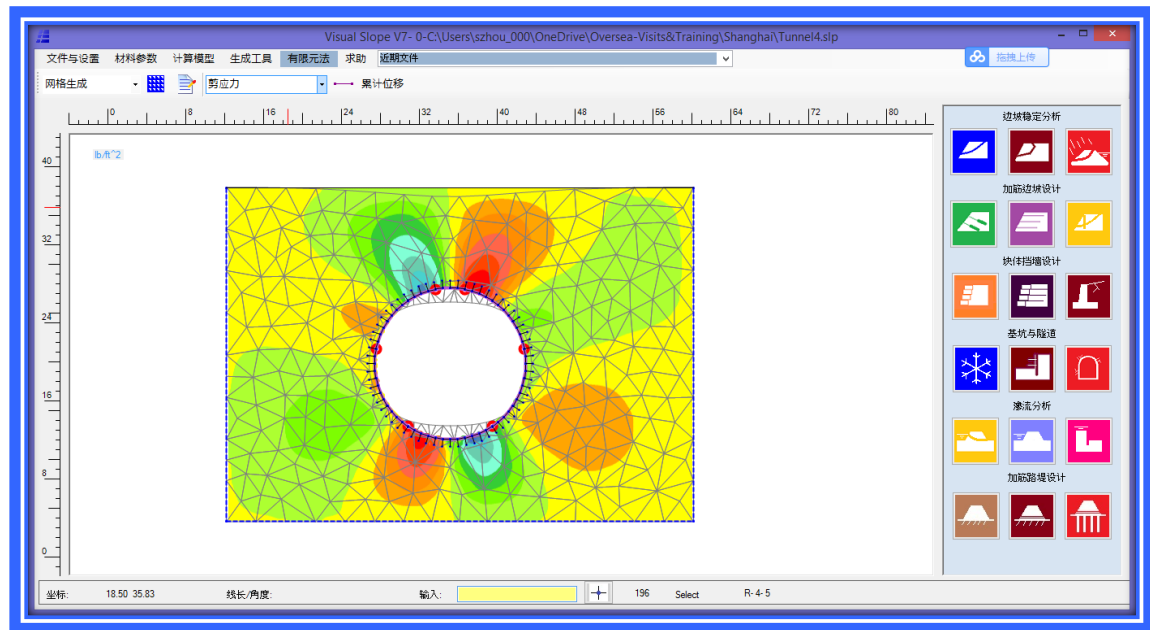 Visual Slope V7- 0-C:\Users\szhou_000\OneDrive\Oversea-Visits&Training\Shanghai\Tunnel4.slp
文件与设置 材料参数 计算模型 生成工具 有限元法 求助 近期文件
拖拽上传
网格生成 剪应力 累计位移
0 8 16 24 32 40 48 56 64 72 80
lb/ft^2
40
32
24
16
8
0
边坡稳定分析
加筋边坡设计
块体挡墙设计
基坑与隧道
渗流分析
加筋路堤设计
坐标: 18.50 35.83 线长/角度: 输入: 196 Select R- 4- 5